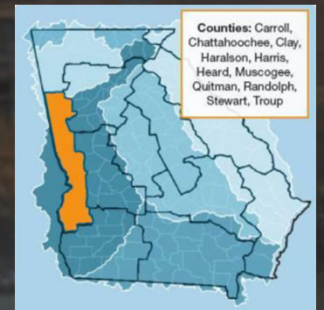 Counties: Carroll,
Chattahoochee, Clay,
Haralson, Harris,
Heard, Muscogee,
Quitman, Randolph,
Stewart, Troup